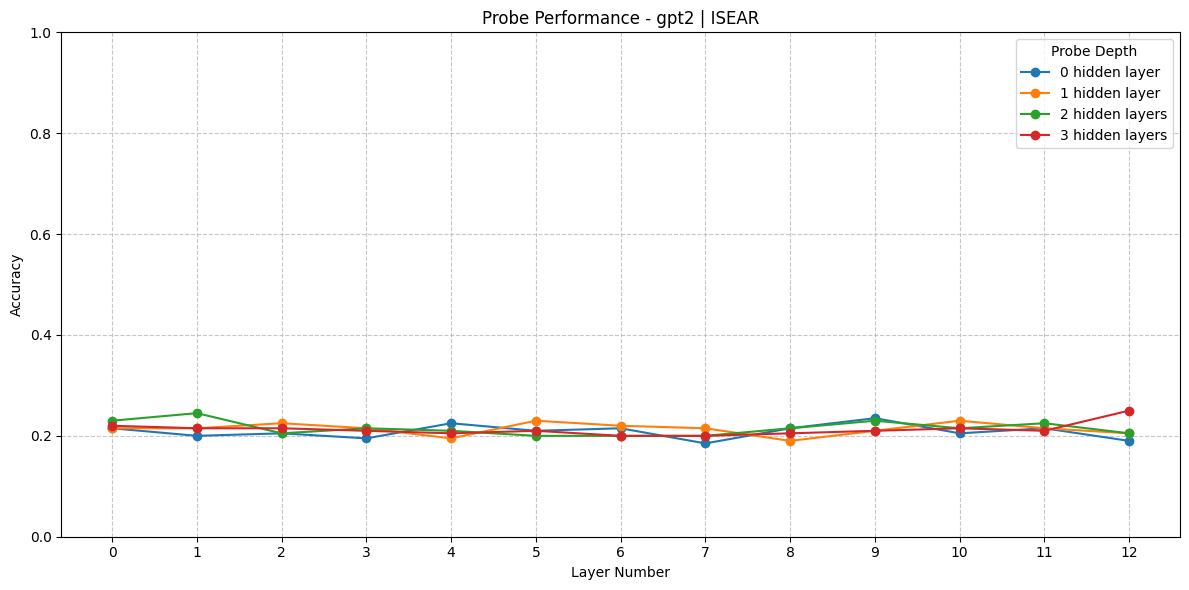 Probe Performance - gpt2 | ISEAR
1.0
0.8
0.6
0.4
0.2
0.0
Accuracy
Probe Depth
0 hidden layer
1 hidden layer
2 hidden layers
3 hidden layers
0 1 2 3 4 5 6 7 8 9 10 11 12
Layer Number